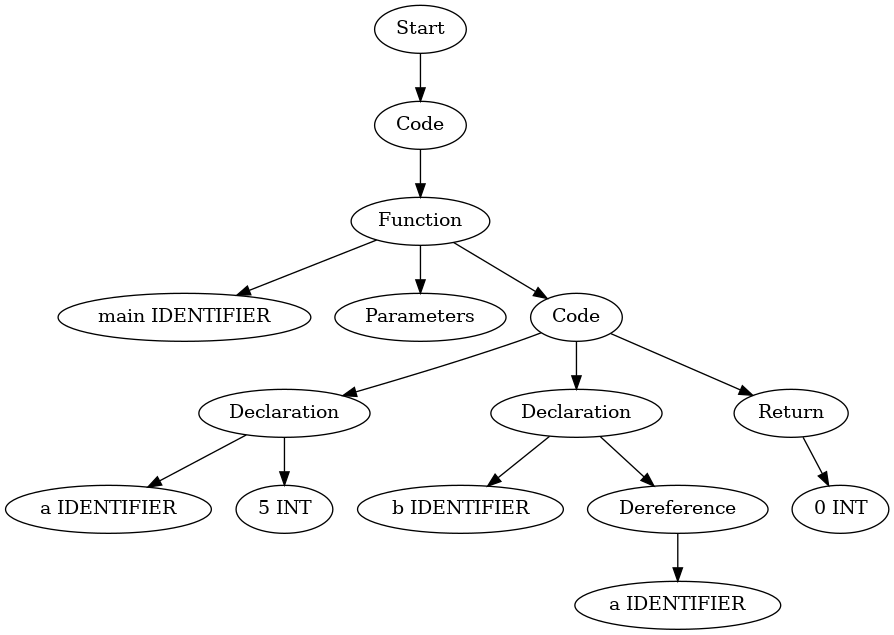 Start
Code
Function
main IDENTIFIER
Parameters
Code
Declaration
Declaration
Return
a IDENTIFIER
5 INT
b IDENTIFIER
Dereference
0 INT
a IDENTIFIER